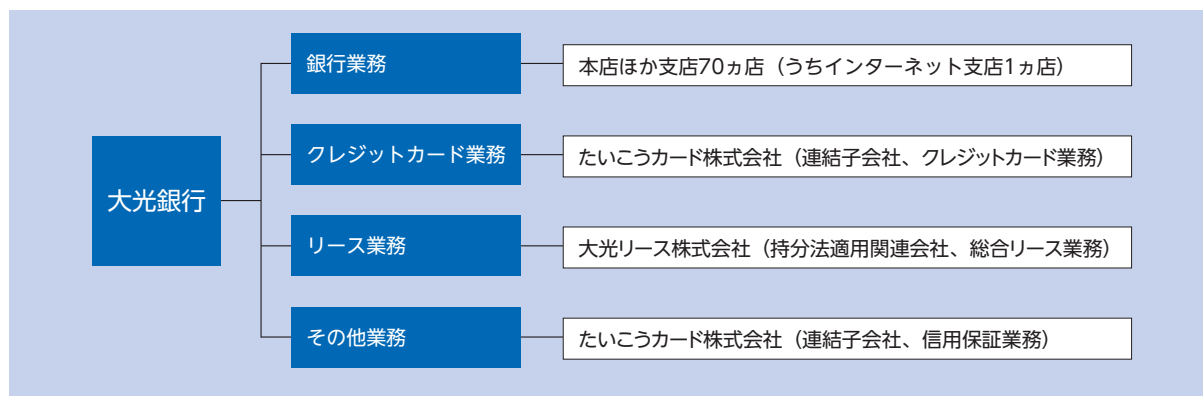 大光銀行
銀行業務
本店ほか支店70ヵ店（うちインターネット支店1ヵ店）
クレジットカード業務
たいこうカード株式会社（連結子会社、クレジットカード業務）
リース業務
大光リース株式会社（持分法適用関連会社、総合リース業務）
その他業務
たいこうカード株式会社（連結子会社、信用保証業務）